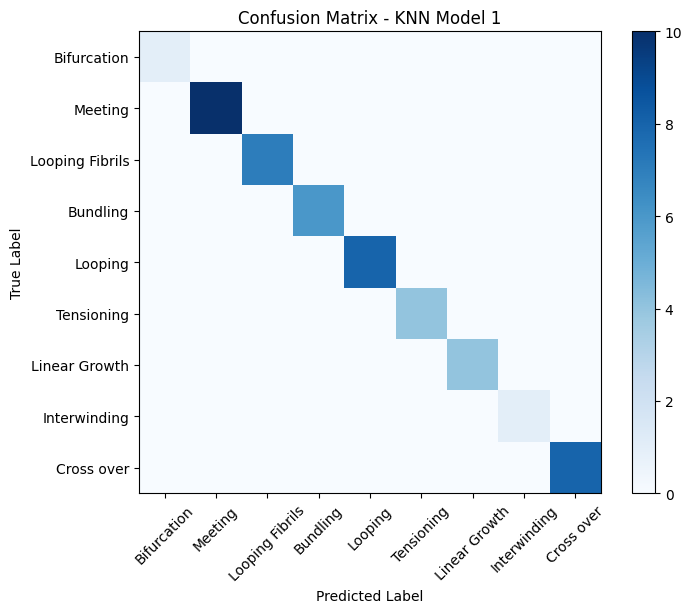 Confusion Matrix - KNN Model 1
True Label
Bifurcation
Meeting
Looping Fibrils
Bundling
Looping
Tensioning
Linear Growth
Interwinding
Cross over
Bifurcation
Meeting
Looping Fibrils
Bundling
Looping
Tensioning
Linear Growth
Interwinding
Cross over
Predicted Label
10
8
6
4
2
0